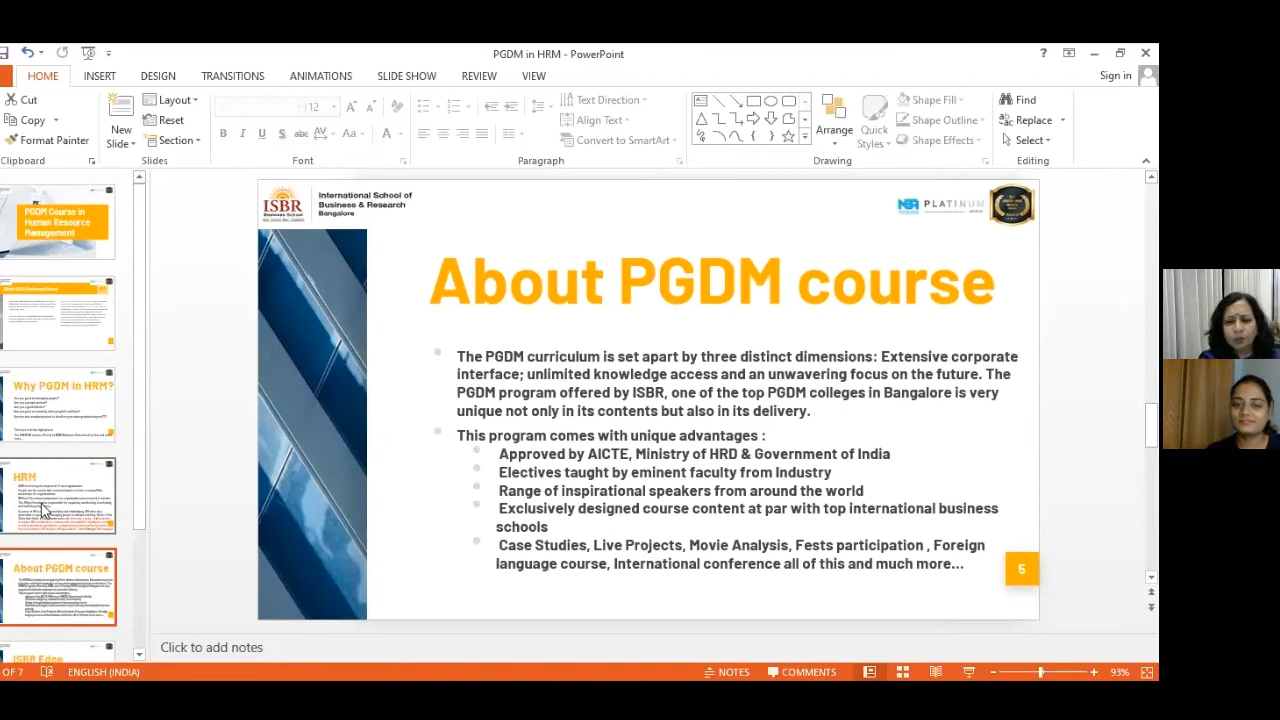 PGDM in HRM - PowerPoint
?
HOME INSERT DESIGN TRANSITIONS ANIMATIONS SLIDE SHOW REVIEW VIEW
Sign in
Cut
Copy
Format Painter
Clipboard
New
Slide
Layout
Reset
Section
Slides
12
B I U S abc AV Aa A
Font
Text Direction
Align Text
Convert to SmartArt
Paragraph
Arrange
Quick
Styles
Shape Fill
Shape Outline
Shape Effects
Drawing
Find
Replace
Select
Editing
PGDM Course in
Human Resource
Management
Why PGDM in HRM?
HRM
About PGDM course
ISBR Edge
ISBR
Business School
International School of
Business & Research
Bangalore
PLATINUM
About PGDM course
The PGDM curriculum is set apart by three distinct dimensions: Extensive corporate
interface; unlimited knowledge access and an unwavering focus on the future. The
PGDM program offered by ISBR, one of the top PGDM colleges in Bangalore is very
unique not only in its contents but also in its delivery.
This program comes with unique advantages :
Approved by AICTE, Ministry of HRD & Government of India
Electives taught by eminent faculty from Industry
Range of inspirational speakers from around the world
Exclusively designed course content at par with top international business
schools
Case Studies, Live Projects, Movie Analysis, Fests participation , Foreign
language course, International conference all of this and much more...
5
Click to add notes
OF 7 ENGLISH (INDIA) NOTES COMMENTS 93%